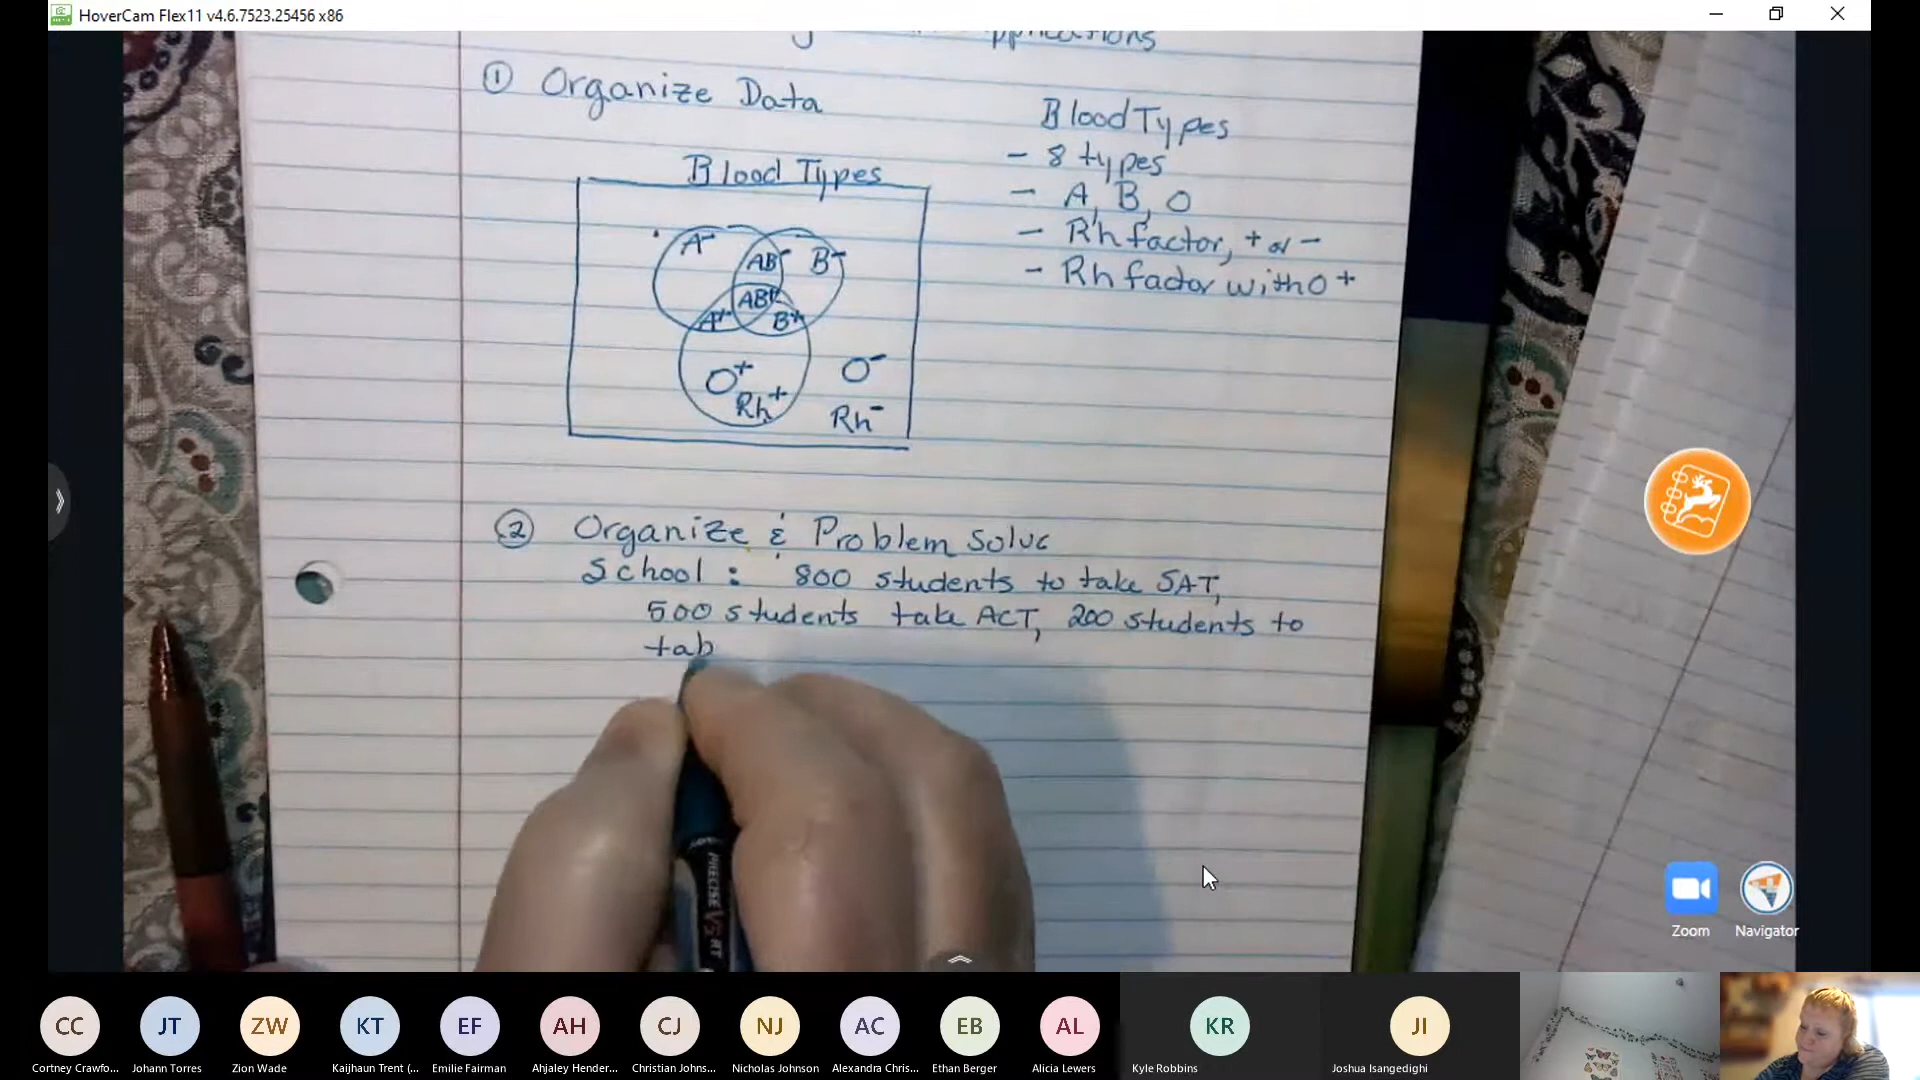 HoverCam Flex11 v4.6.7523.25456 x86
① Organize Data
Blood Types
- 8 types
- A, B, O
- Rh factor, + or -
- Rh factor with O +
Blood Types
A-
AB-
B-
AB+
A+
B+
O+
Rh+
O-
Rh-
② Organize & Problem Solve
School: 800 students to take SAT,
500 students take ACT, 200 students to
tab
PRECISE V5 RT
Zoom
Navigator
CC
JT
ZW
KT
EF
AH
CJ
NJ
AC
EB
AL
KR
JI
Cortney Crawfo...
Johann Torres
Zion Wade
Kaijhaun Trent (...
Emilie Fairman
Ahjaley Hender...
Christian Johns...
Nicholas Johnson
Alexandra Chris...
Ethan Berger
Alicia Lewers
Kyle Robbins
Joshua Isangedighi